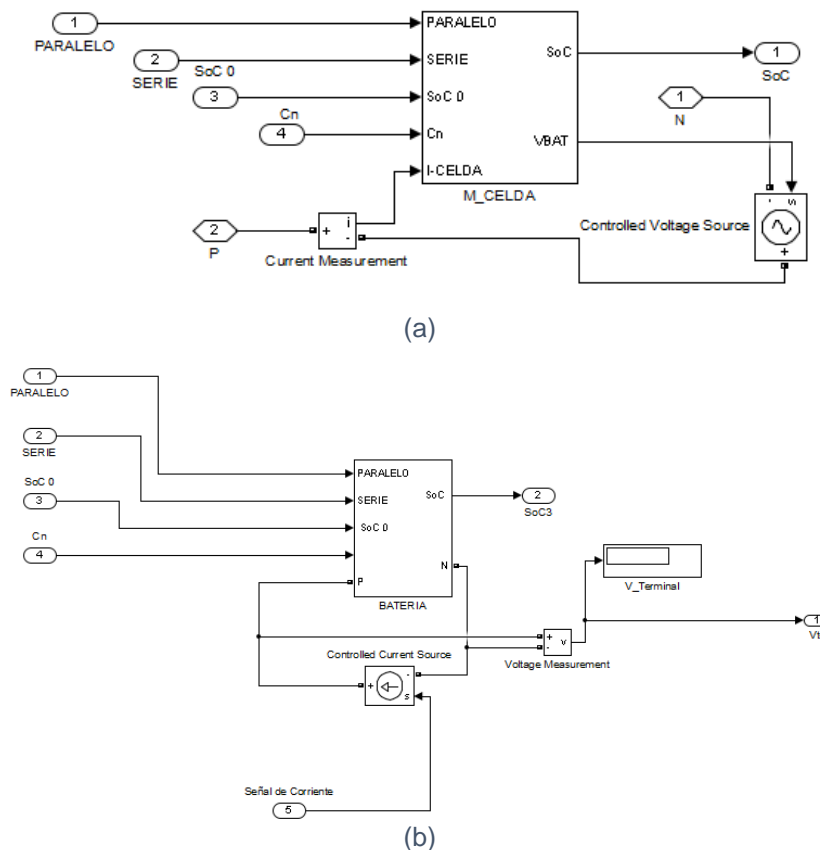 1
PARALELO
2
SERIE
SoC 0
3
Cn
4
PARALELO
SERIE
SoC 0
Cn
I-CELDA
SoC
VBAT
M_CELDA
1
SoC
1
N
2
P
+
i
-
Current Measurement
Controlled Voltage Source
-
s
+
(a)
1
PARALELO
2
SERIE
SoC 0
3
Cn
4
PARALELO
SERIE
SoC 0
P
SoC
N
BATERIA
2
SoC3
V_Terminal
1
Vt
+
-
v
Voltage Measurement
Controlled Current Source
+
-
s
Señal de Corriente
5
(b)